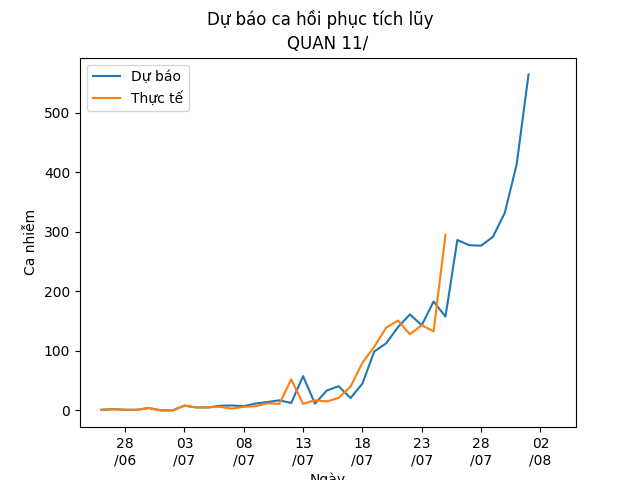 Dự báo ca hồi phục tích lũy
QUAN 11/
Dự báo
Thực tế
Ca nhiễm
500
400
300
200
100
0
28 03 08 13 18 23 28 02
/06 /07 /07 /07 /07 /07 /07 /08
Ngày